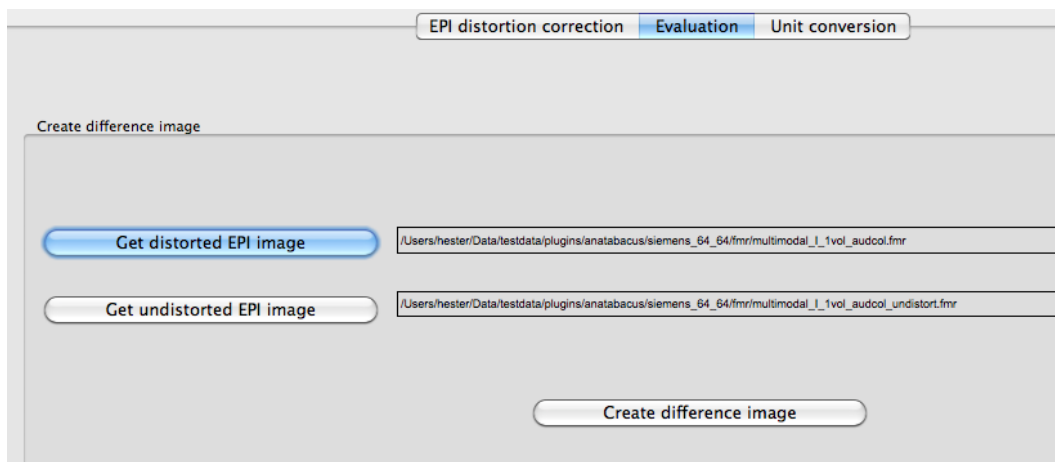 EPI distortion correction Evaluation Unit conversion
Create difference image
Get distorted EPI image /Users/hester/Data/testdata/plugins/anatabacus/siemens_64_64/fmr/multimodal_I_1vol_audcol.fmr
Get undistorted EPI image /Users/hester/Data/testdata/plugins/anatabacus/siemens_64_64/fmr/multimodal_I_1vol_audcol_undistort.fmr
Create difference image